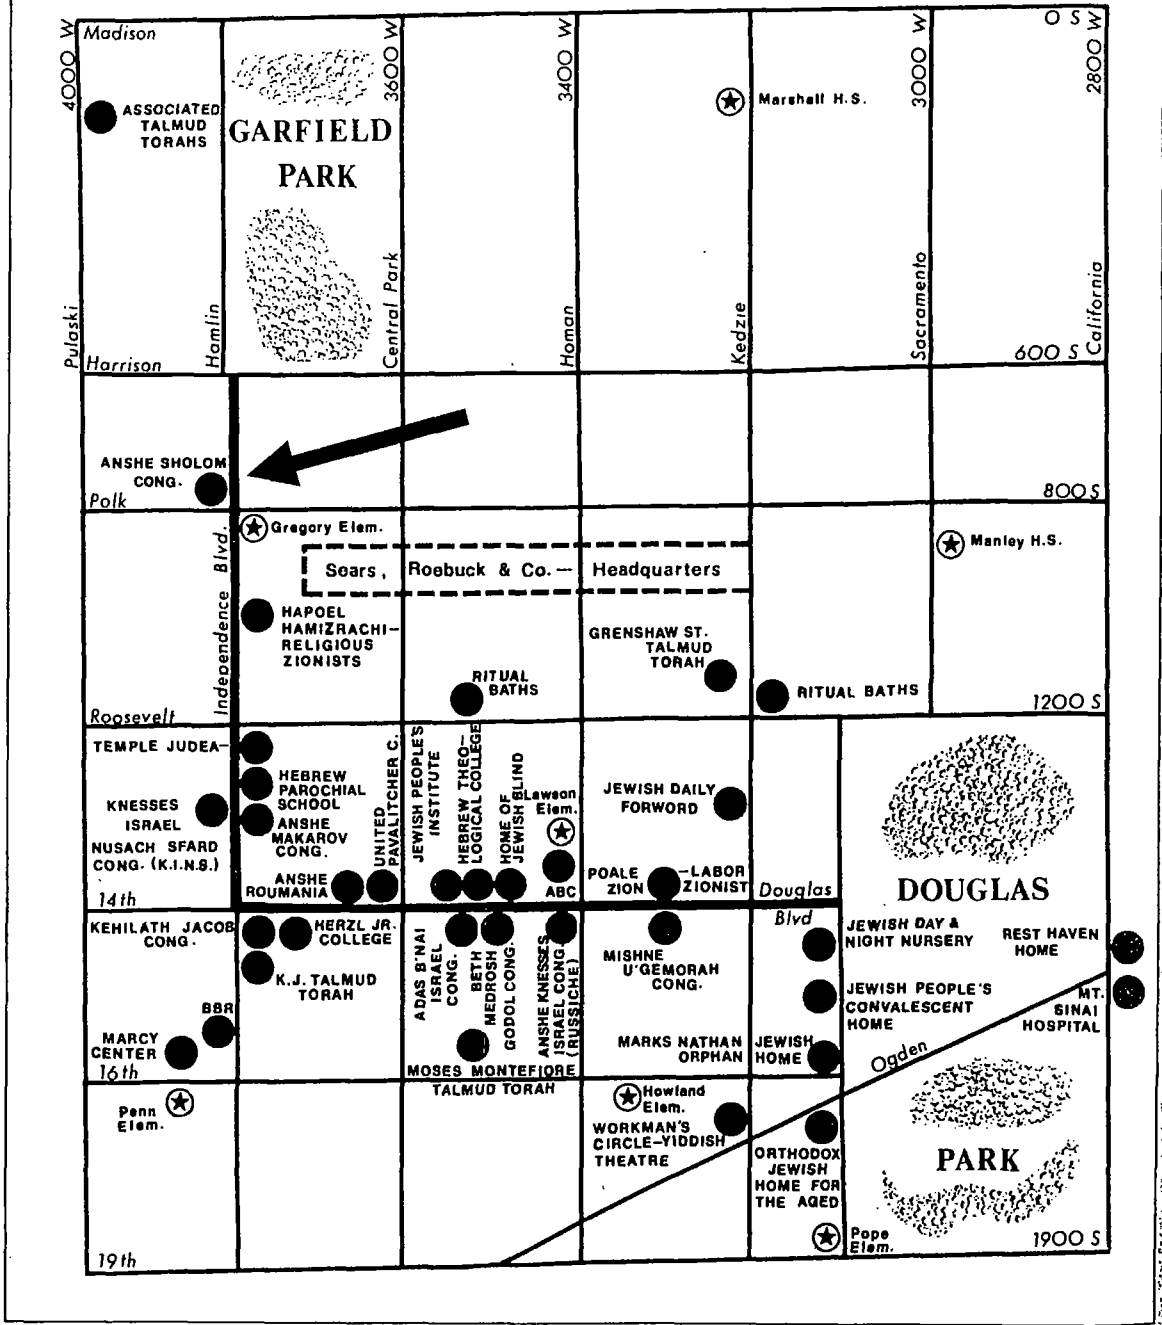 4000 W
Madison
3600 W
3400 W
3000 W
O S
2800 W
ASSOCIATED
TALMUD
TORAHS
GARFIELD
PARK
Marshall H.S.
Pulaski
Hamlin
Central Park
Homan
Kedzie
Sacramento
California
Harrison
600 S
ANSHE SHOLOM
CONG.
Polk
800 S
Independence Blvd.
Gregory Elem.
Manley H.S.
Sears, Roebuck & Co.— Headquarters
HAPOEL
HAMIZRACHI—
RELIGIOUS
ZIONISTS
GRENSHAW ST.
TALMUD
TORAH
RITUAL
BATHS
RITUAL BATHS
Roosevelt
1200 S
TEMPLE JUDEA—
HEBREW
PAROCHIAL
SCHOOL
KNESSES
ISRAEL
NUSACH SFARD
CONG. (K.I.N.S.)
ANSHE
MAKAROV
CONG.
ANSHE
ROUMANIA
UNITED
PAVALITCHER C.
JEWISH PEOPLE'S
INSTITUTE
HEBREW THEO—
LOGICAL COLLEGE
HOME OF
JEWISH BLIND
Lawson
Elem.
ABC
JEWISH DAILY
FORWORD
POALE
ZION
—LABOR
ZIONIST
Douglas
Blvd
14th
DOUGLAS
KEHILATH JACOB
CONG.
HERZL JR.
COLLEGE
K.J. TALMUD
TORAH
ADAS B'NAI
ISRAEL
CONG.
BETH
MEDROSH
GODOL CONG.
ANSHE KNESSES
ISRAEL CONG.
(RUSSICHE)
MISHNE
U'GEMORAH
CONG.
JEWISH DAY &
NIGHT NURSERY
REST HAVEN
HOME
JEWISH PEOPLE'S
CONVALESCENT
HOME
MT.
SINAI
HOSPITAL
BBR
MARCY
CENTER
MARKS NATHAN JEWISH
ORPHAN HOME
Ogden
16th
MOSES MONTEFIORE
TALMUD TORAH
Penn
Elem.
Howland
Elem.
WORKMAN'S
CIRCLE—YIDDISH
THEATRE
ORTHODOX
JEWISH
HOME FOR
THE AGED
PARK
Pope
Elem.
19th
1900 S